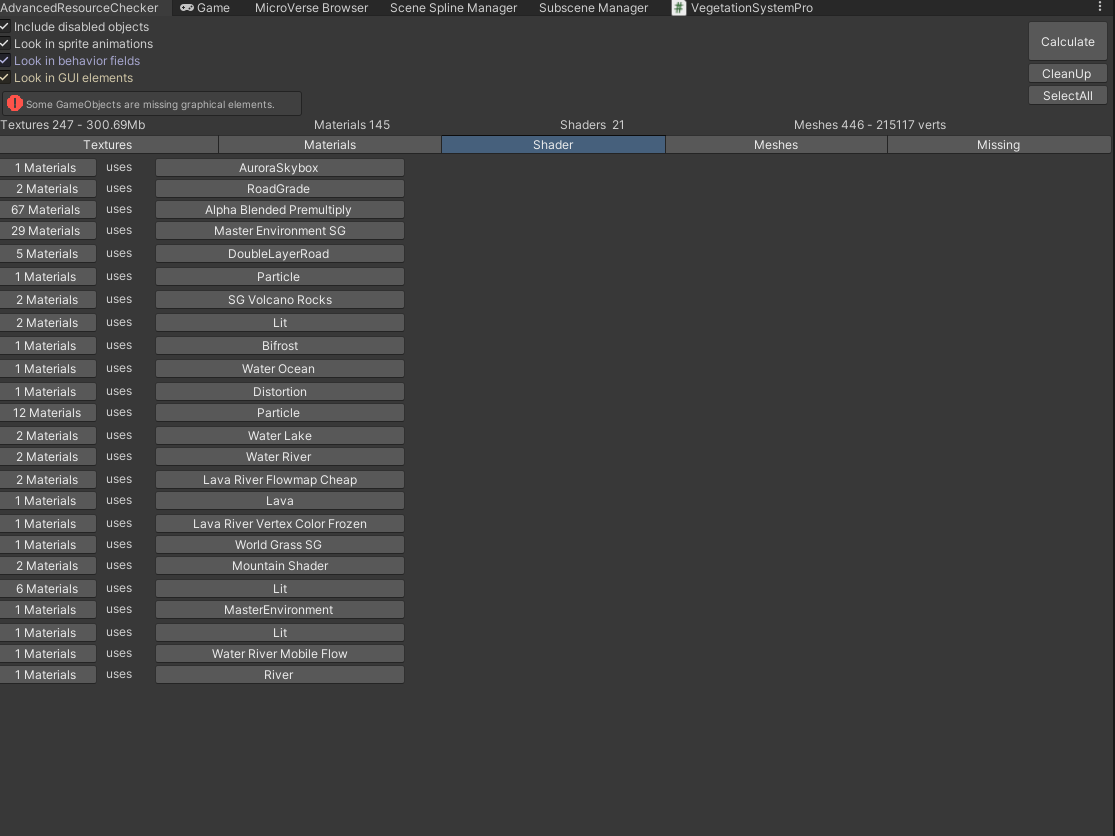 AdvancedResourceChecker Game MicroVerse Browser Scene Spline Manager Subscene Manager # VegetationSystemPro
Include disabled objects
Look in sprite animations
Look in behavior fields
Look in GUI elements
Calculate
CleanUp
SelectAll
Some GameObjects are missing graphical elements.
Textures 247 - 300.69Mb Materials 145 Shaders 21 Meshes 446 - 215117 verts
Textures Materials Shader Meshes Missing
1 Materials uses AuroraSkybox
2 Materials uses RoadGrade
67 Materials uses Alpha Blended Premultiply
29 Materials uses Master Environment SG
5 Materials uses DoubleLayerRoad
1 Materials uses Particle
2 Materials uses SG Volcano Rocks
2 Materials uses Lit
1 Materials uses Bifrost
1 Materials uses Water Ocean
1 Materials uses Distortion
12 Materials uses Particle
2 Materials uses Water Lake
2 Materials uses Water River
2 Materials uses Lava River Flowmap Cheap
1 Materials uses Lava
1 Materials uses Lava River Vertex Color Frozen
1 Materials uses World Grass SG
2 Materials uses Mountain Shader
6 Materials uses Lit
1 Materials uses MasterEnvironment
1 Materials uses Lit
1 Materials uses Water River Mobile Flow
1 Materials uses River